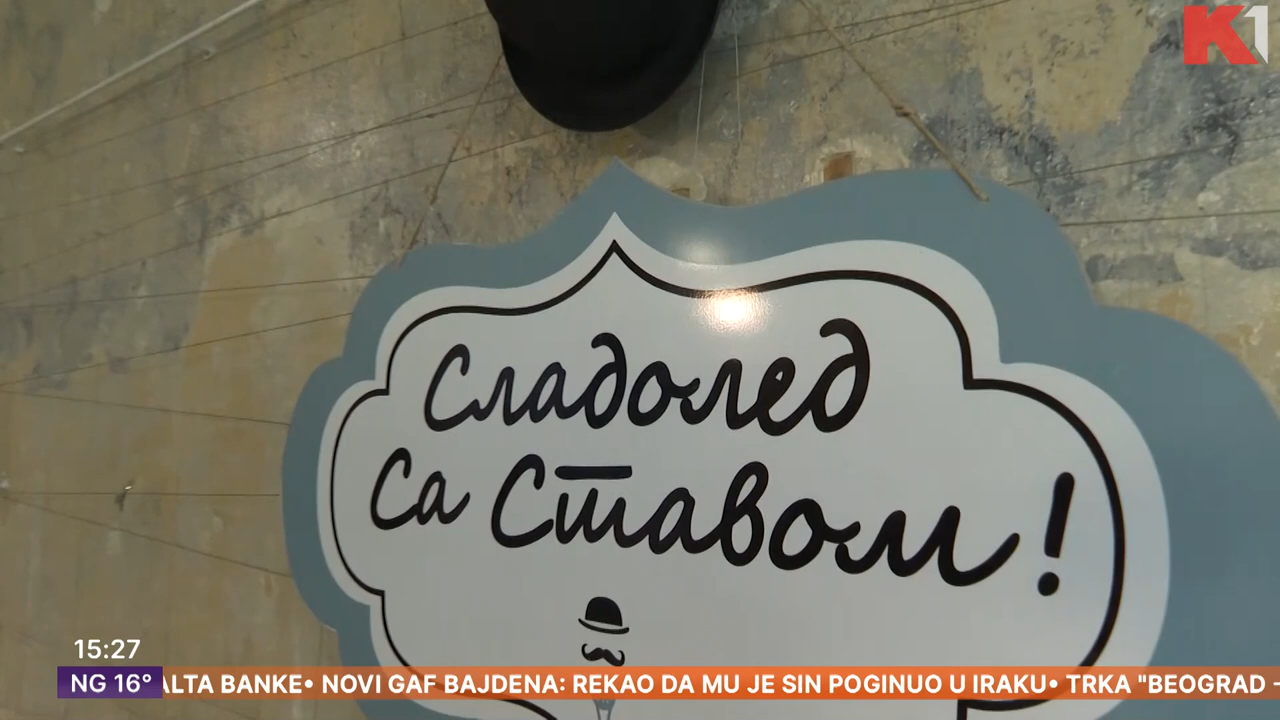 K1
Сладолед
Са Ставом!
15:27
NG 16° ALTA BANKE• NOVI GAF BAJDENA: REKAO DA MU JE SIN POGINUO U IRAKU• TRKA "BEOGRAD -